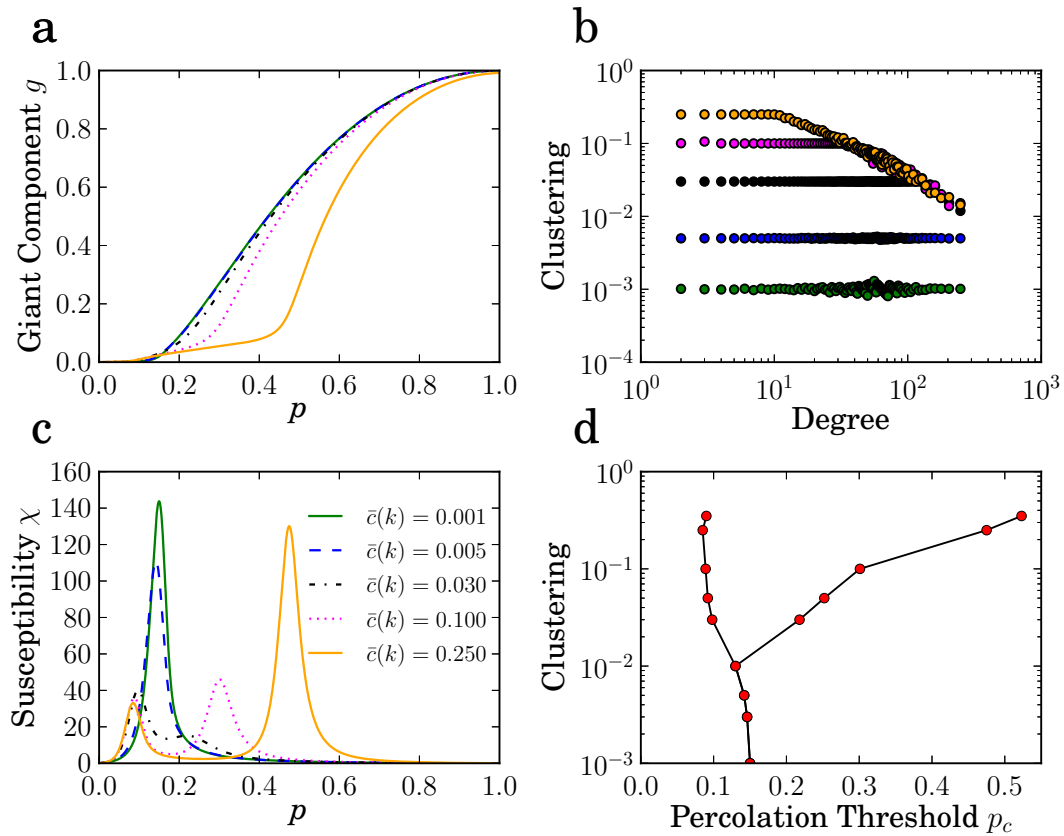 a
Giant Component g
1.0
0.8
0.6
0.4
0.2
0.0
0.0 0.2 0.4 0.6 0.8 1.0
p
b
Clustering
10^0
10^-1
10^-2
10^-3
10^-4
10^0 10^1 10^2 10^3
Degree
c
Susceptibility χ
160
140
120
100
80
60
40
20
0
0.0 0.2 0.4 0.6 0.8 1.0
p
c̄(k) = 0.001
c̄(k) = 0.005
c̄(k) = 0.030
c̄(k) = 0.100
c̄(k) = 0.250
d
Clustering
10^0
10^-1
10^-2
10^-3
0.0 0.1 0.2 0.3 0.4 0.5
Percolation Threshold p_c